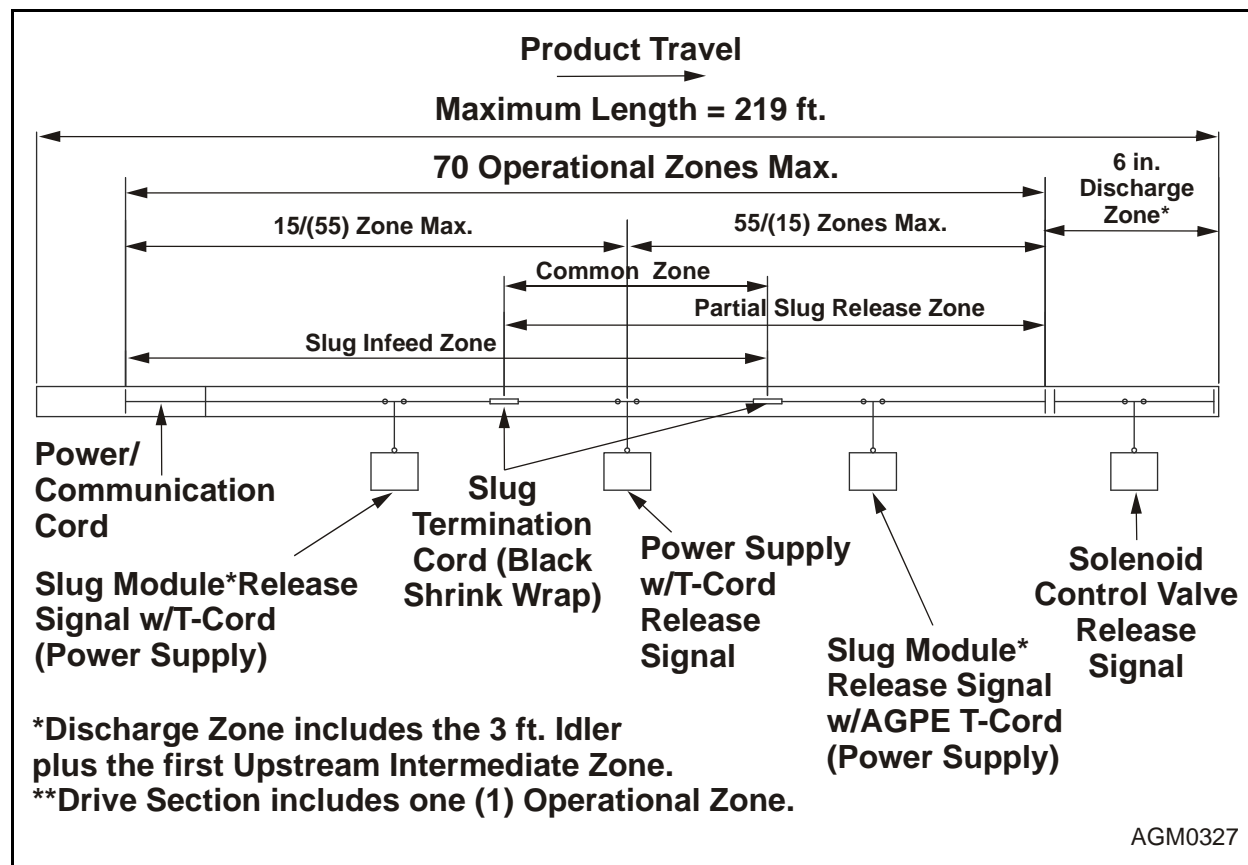 Product Travel
Maximum Length = 219 ft.
70 Operational Zones Max.
6 in.
Discharge
Zone*
15/(55) Zone Max.
55/(15) Zones Max.
Common Zone
Partial Slug Release Zone
Slug Infeed Zone
Power/
Communication
Cord
Slug Module*Release
Signal w/T-Cord
(Power Supply)
Slug
Termination
Cord (Black
Shrink Wrap)
Power Supply
w/T-Cord
Release
Signal
Slug Module*
Release Signal
w/AGPE T-Cord
(Power Supply)
Solenoid
Control Valve
Release
Signal
*Discharge Zone includes the 3 ft. Idler
plus the first Upstream Intermediate Zone.
**Drive Section includes one (1) Operational Zone.
AGM0327